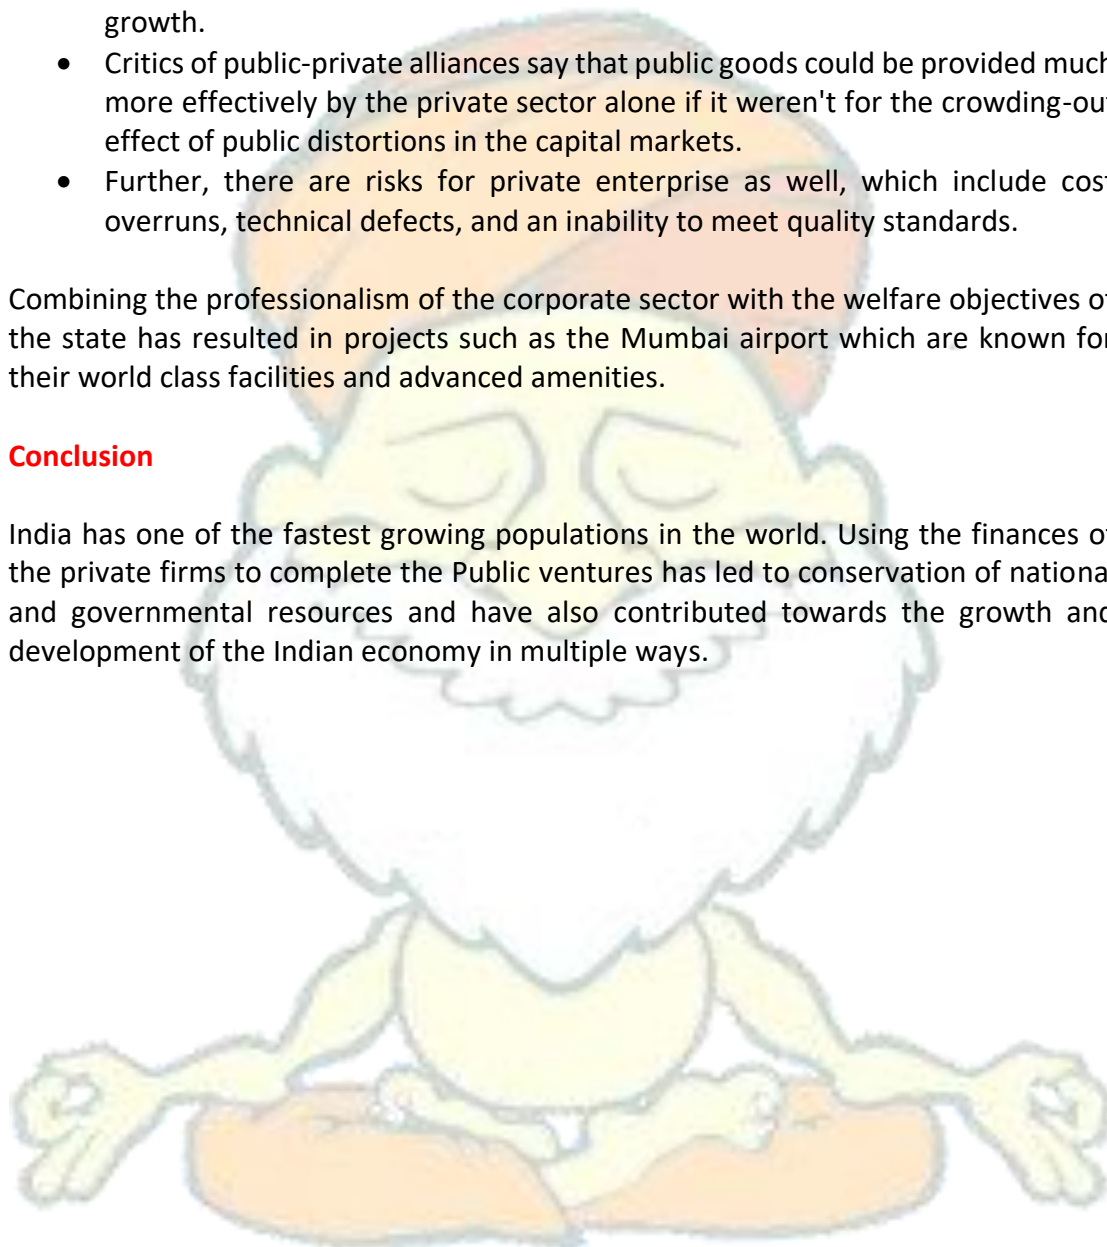 growth.
• Critics of public-private alliances say that public goods could be provided much
more effectively by the private sector alone if it weren't for the crowding-out
effect of public distortions in the capital markets.
• Further, there are risks for private enterprise as well, which include cost
overruns, technical defects, and an inability to meet quality standards.
Combining the professionalism of the corporate sector with the welfare objectives of
the state has resulted in projects such as the Mumbai airport which are known for
their world class facilities and advanced amenities.
Conclusion
India has one of the fastest growing populations in the world. Using the finances of
the private firms to complete the Public ventures has led to conservation of national
and governmental resources and have also contributed towards the growth and
development of the Indian economy in multiple ways.